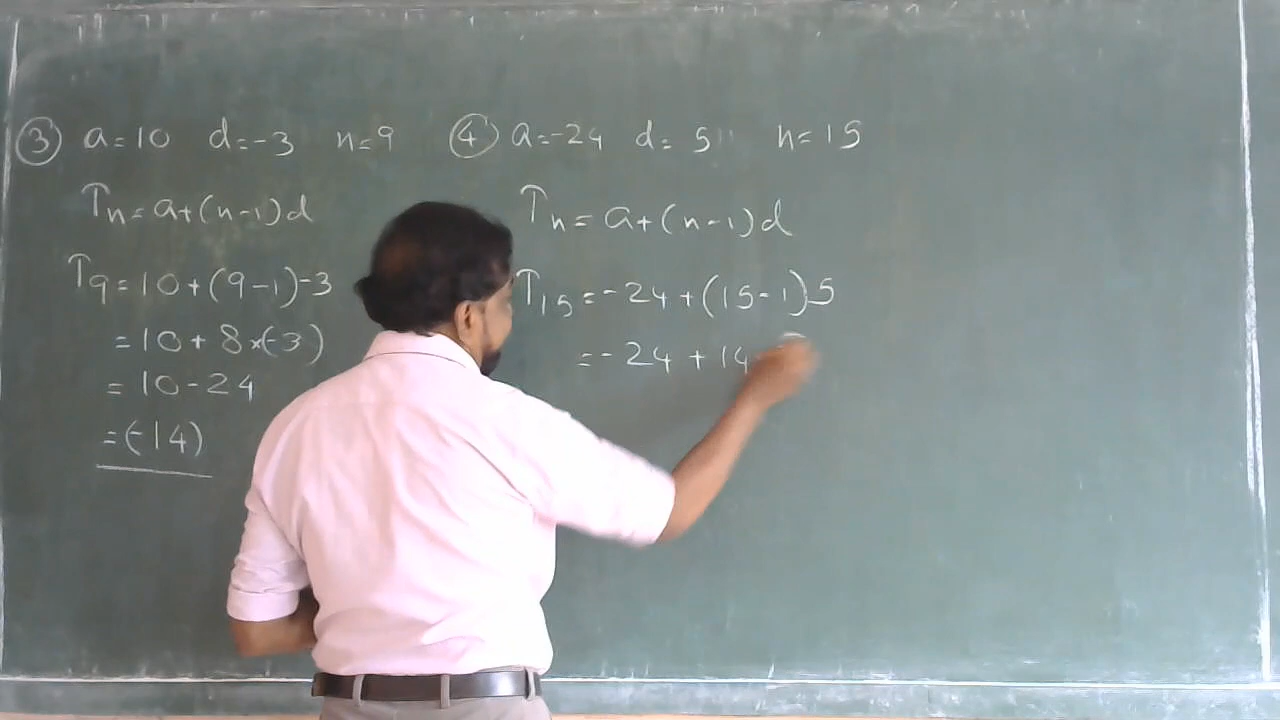 ③ a=10 d=-3 n=9
Tn=a+(n-1)d
T9=10+(9-1)-3
=10+8×(-3)
=10-24
=(-14)
④ a=-24 d=5 n=15
Tn=a+(n-1)d
T15=-24+(15-1)5
=-24+14